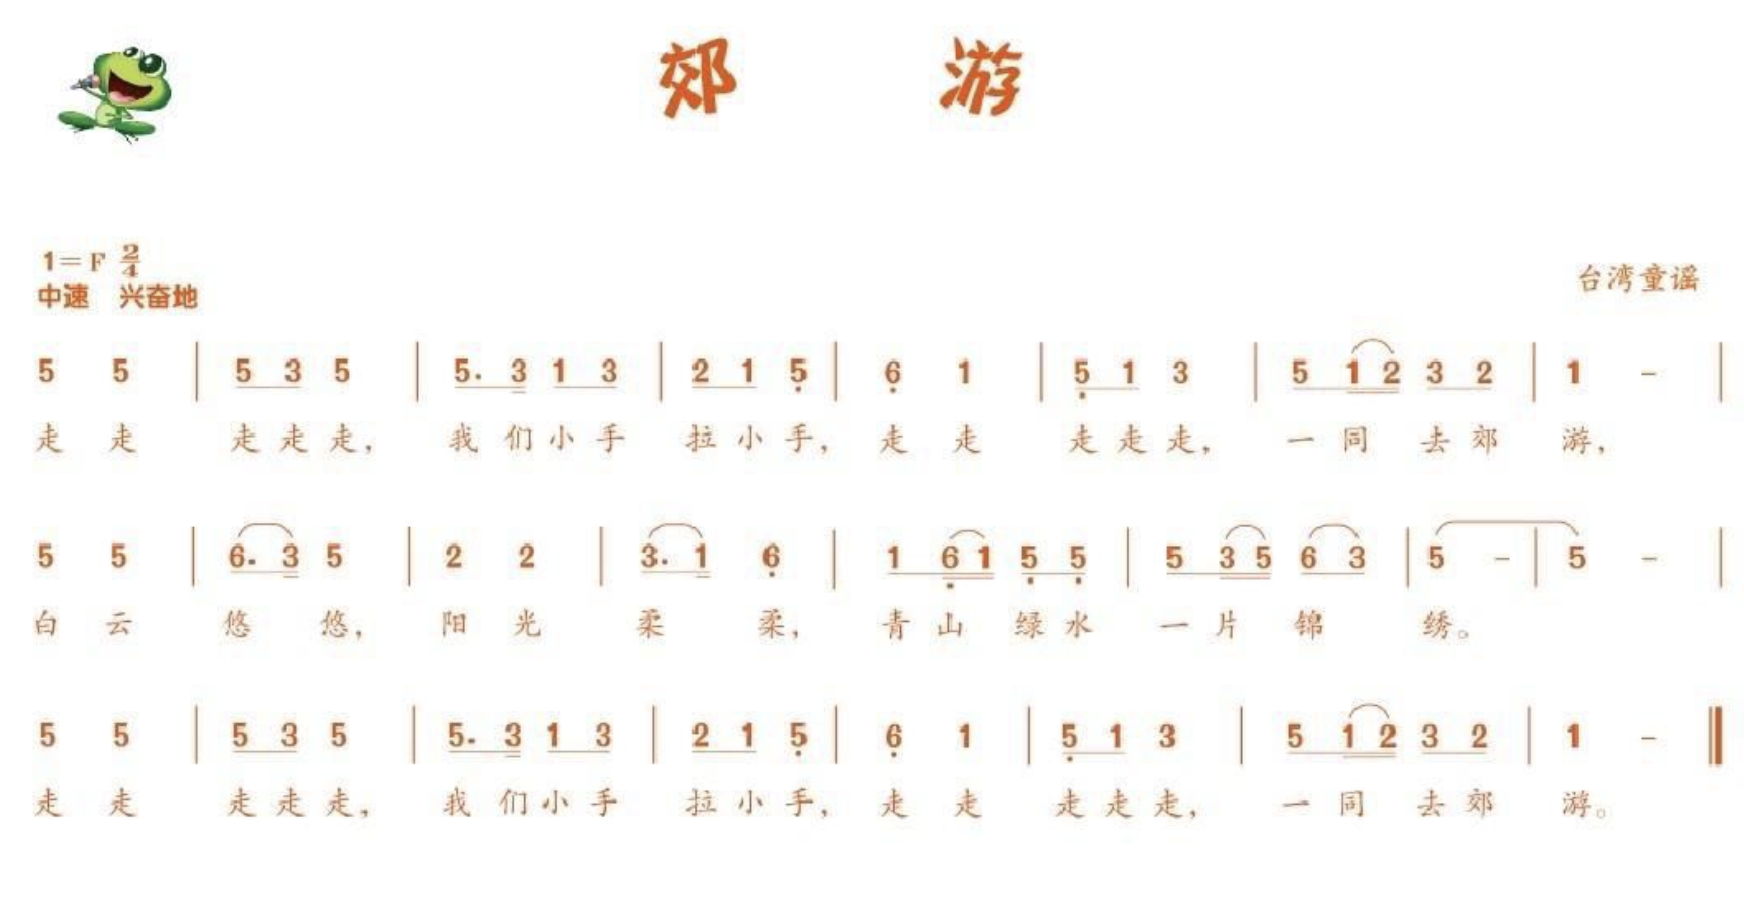 郊 游
1=F 2/4
中速 兴奋地
台湾童谣
5 5 | 5 3 5 | 5. 3 1 3 | 2 1 5̣ | 6̣ 1 | 5̣ 1 3 | 5 1 2 3 2 | 1 - |
走 走 走 走 走, 我 们 小 手 拉 小 手, 走 走 走 走 走, 一 同 去 郊 游,
5 5 | 6. 3 5 | 2 2 | 3. 1 6̣ | 1 6̣ 1 5̣ 5̣ | 5 3 5 6 3 | 5 - | 5 - |
白 云 悠 悠, 阳 光 柔 柔, 青 山 绿 水 一 片 锦 绣。
5 5 | 5 3 5 | 5. 3 1 3 | 2 1 5̣ | 6̣ 1 | 5̣ 1 3 | 5 1 2 3 2 | 1 - ‖
走 走 走 走 走, 我 们 小 手 拉 小 手, 走 走 走 走 走, 一 同 去 郊 游。